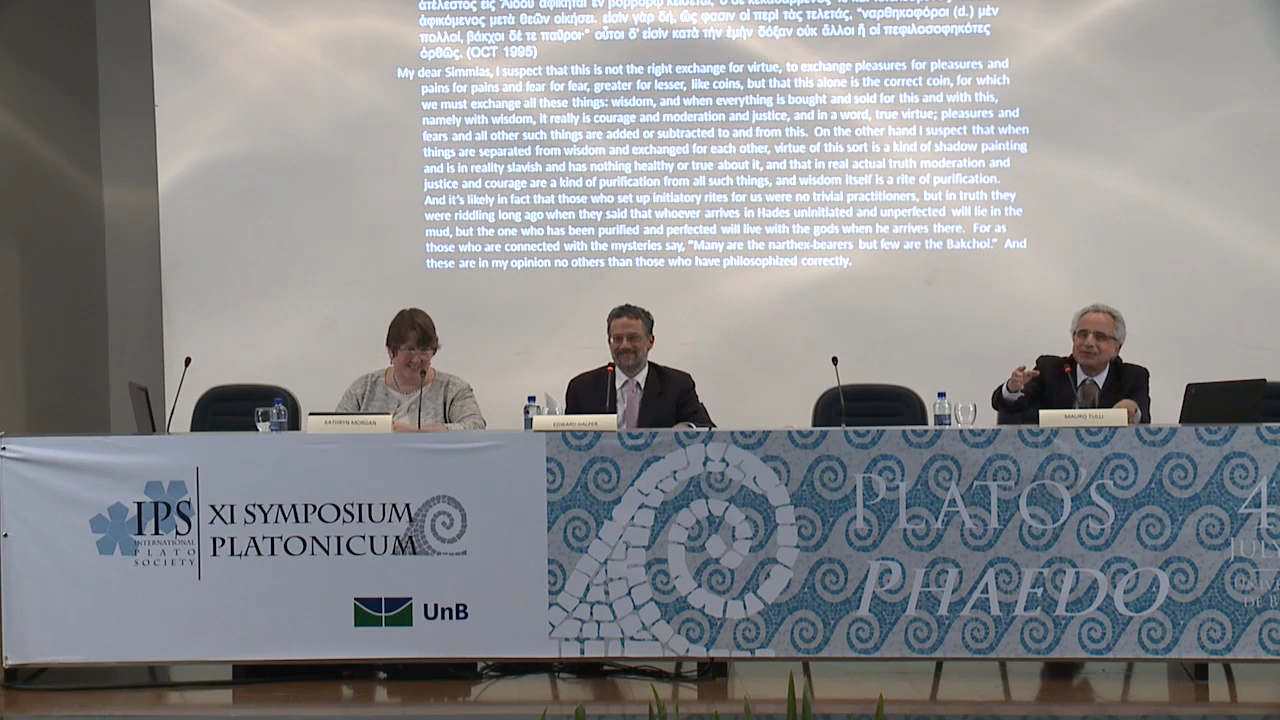 ἀτέλεστος εἰς Ἅιδου ἀφίκηται ἐν βορβόρῳ κείσεται, ὁ δὲ κεκαθαρμένος τε καὶ τετελεσμένος
ἀφικόμενος μετὰ θεῶν οἰκήσει. εἰσὶν γὰρ δή, ὥς φασιν οἱ περὶ τὰς τελετάς, "ναρθηκοφόροι (d.) μὲν
πολλοί, βάκχοι δέ τε παῦροι·" οὗτοι δ' εἰσὶν κατὰ τὴν ἐμὴν δόξαν οὐκ ἄλλοι ἢ οἱ πεφιλοσοφηκότες
ὀρθῶς. (OCT 1995)
My dear Simmias, I suspect that this is not the right exchange for virtue, to exchange pleasures for pleasures and
pains for pains and fear for fear, greater for lesser, like coins, but that this alone is the correct coin, for which
we must exchange all these things: wisdom, and when everything is bought and sold for this and with this,
namely with wisdom, it really is courage and moderation and justice, and in a word, true virtue; pleasures and
fears and all other such things are added or subtracted to and from this. On the other hand I suspect that when
things are separated from wisdom and exchanged for each other, virtue of this sort is a kind of shadow painting
and is in reality slavish and has nothing healthy or true about it, and that in real actual truth moderation and
justice and courage are a kind of purification from all such things, and wisdom itself is a rite of purification.
And it's likely in fact that those who set up initiatory rites for us were no trivial practitioners, but in truth they
were riddling long ago when they said that whoever arrives in Hades uninitiated and unperfected will lie in the
mud, but the one who has been purified and perfected will live with the gods when he arrives there. For as
those who are connected with the mysteries say, "Many are the narthex-bearers but few are the Bakchoi." And
these are in my opinion no others than those who have philosophized correctly.
KATHRYN MORGAN
EDWARD HALPER
MAURO TULLI
IPS
INTERNATIONAL
PLATO
SOCIETY
XI SYMPOSIUM
PLATONICUM
UnB
PLATO'S
PHAEDO
4
JULY